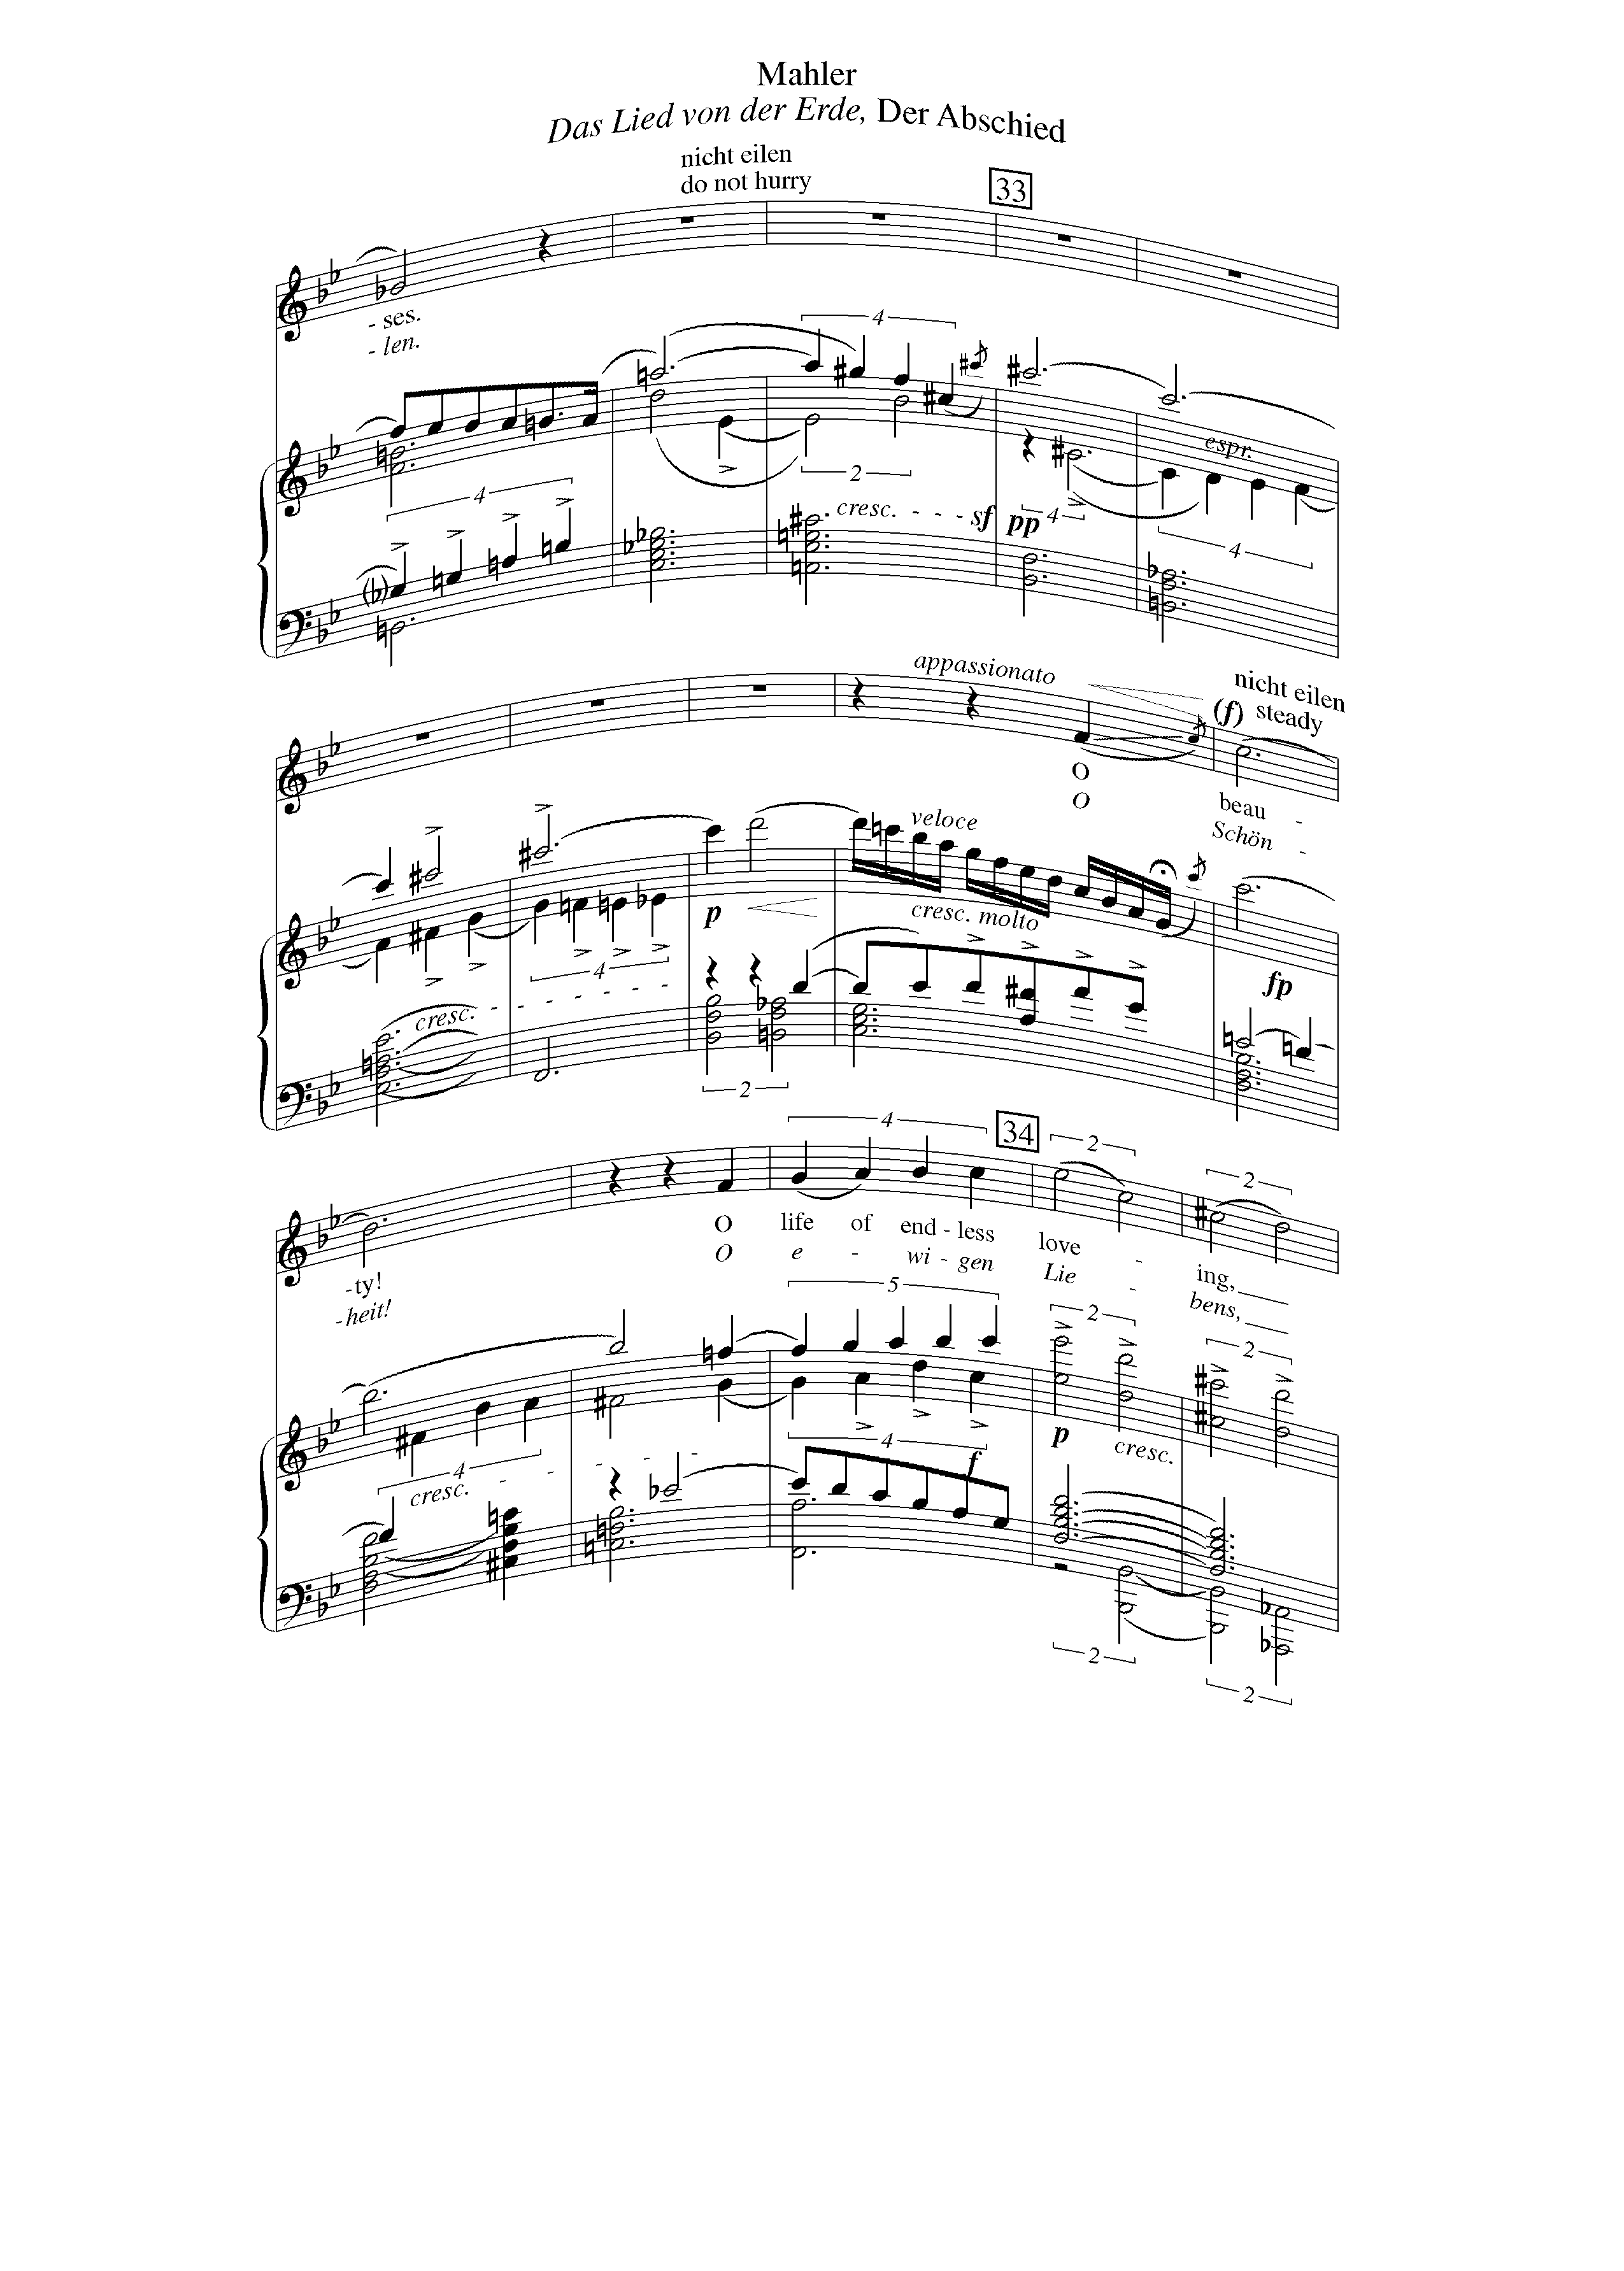 Mahler
Das Lied von der Erde, Der Abschied
nicht eilen
do not hurry
33
- ses.
- len.
4
espr.
4
2
cresc. - - - sf pp
4
4
appassionato
nicht eilen
(f) steady
O beau -
O Schön -
veloce
p
cresc. molto
4
cresc. - - - - - - -
fp
2
4
34
2
2
O life of end - less love - ing,
O e - wi - gen Lie - bens,
-ty!
-heit!
5
2
2
4
p cresc.
4
cresc. - - - - -
f
2
2